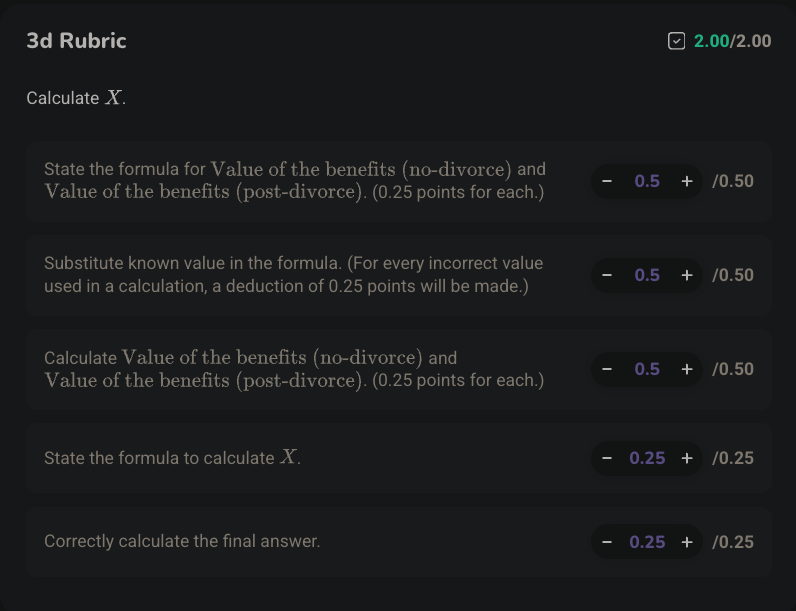 3d Rubric 2.00/2.00
Calculate X.
State the formula for Value of the benefits (no-divorce) and
Value of the benefits (post-divorce). (0.25 points for each.)
− 0.5 + /0.50
Substitute known value in the formula. (For every incorrect value
used in a calculation, a deduction of 0.25 points will be made.)
− 0.5 + /0.50
Calculate Value of the benefits (no-divorce) and
Value of the benefits (post-divorce). (0.25 points for each.)
− 0.5 + /0.50
State the formula to calculate X.
− 0.25 + /0.25
Correctly calculate the final answer.
− 0.25 + /0.25